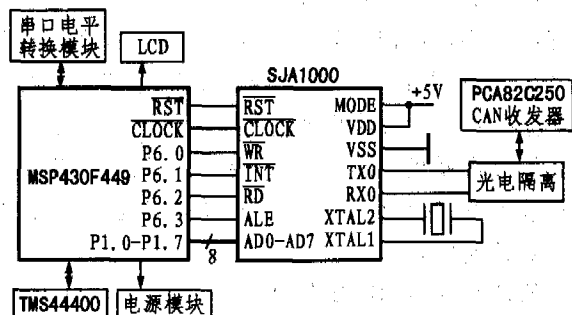 串口电平
转换模块
LCD
SJA1000
+5V
PCA82C250
CAN收发器
光电隔离
MSP430F449
RST
CLOCK
P6.0
P6.1
P6.2
P6.3
P1.0-P1.7
8
RST
CLOCK
WR
INT
RD
ALE
AD0-AD7
MODE
VDD
VSS
TX0
RX0
XTAL2
XTAL1
TMS44400
电源模块